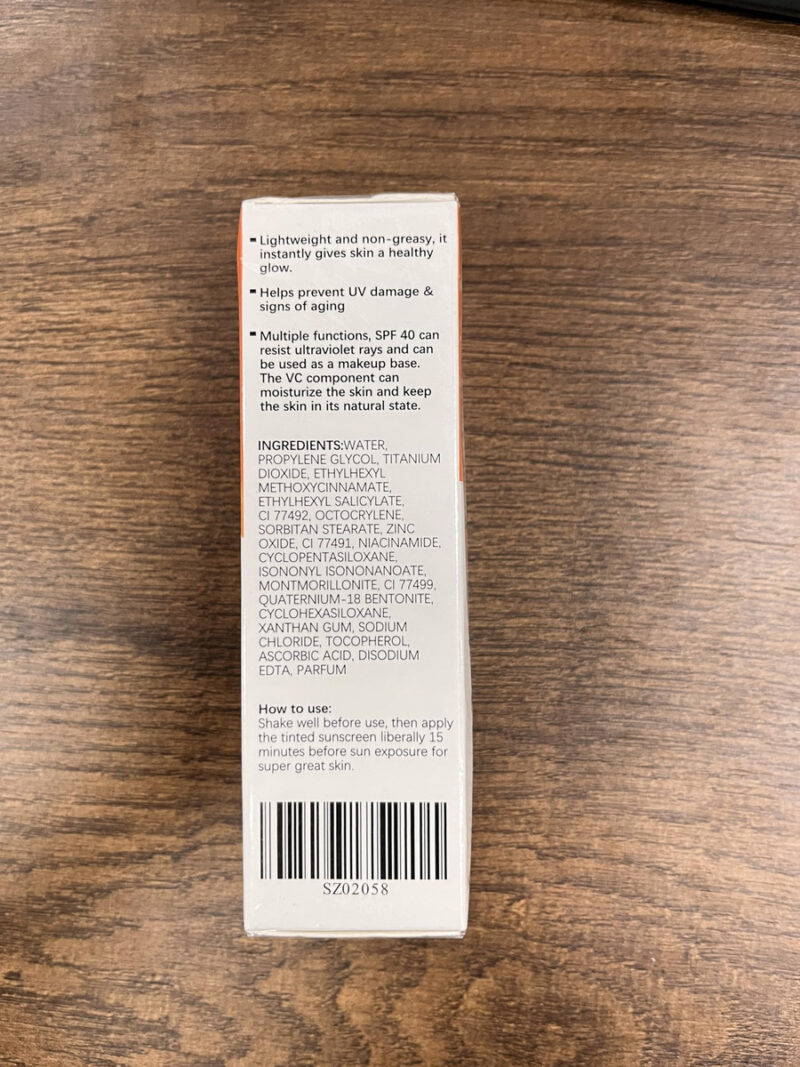 - Lightweight and non-greasy, it
instantly gives skin a healthy
glow.
- Helps prevent UV damage &
signs of aging
- Multiple functions, SPF 40 can
resist ultraviolet rays and can
be used as a makeup base.
The VC component can
moisturize the skin and keep
the skin in its natural state.
INGREDIENTS:WATER,
PROPYLENE GLYCOL, TITANIUM
DIOXIDE, ETHYLHEXYL
METHOXYCINNAMATE,
ETHYLHEXYL SALICYLATE,
CI 77492, OCTOCRYLENE,
SORBITAN STEARATE, ZINC
OXIDE, CI 77491, NIACINAMIDE,
CYCLOPENTASILOXANE,
ISONONYL ISONONANOATE,
MONTMORILLONITE, CI 77499,
QUATERNIUM-18 BENTONITE,
CYCLOHEXASILOXANE,
XANTHAN GUM, SODIUM
CHLORIDE, TOCOPHEROL,
ASCORBIC ACID, DISODIUM
EDTA, PARFUM
How to use:
Shake well before use, then apply
the tinted sunscreen liberally 15
minutes before sun exposure for
super great skin.
SZ02058